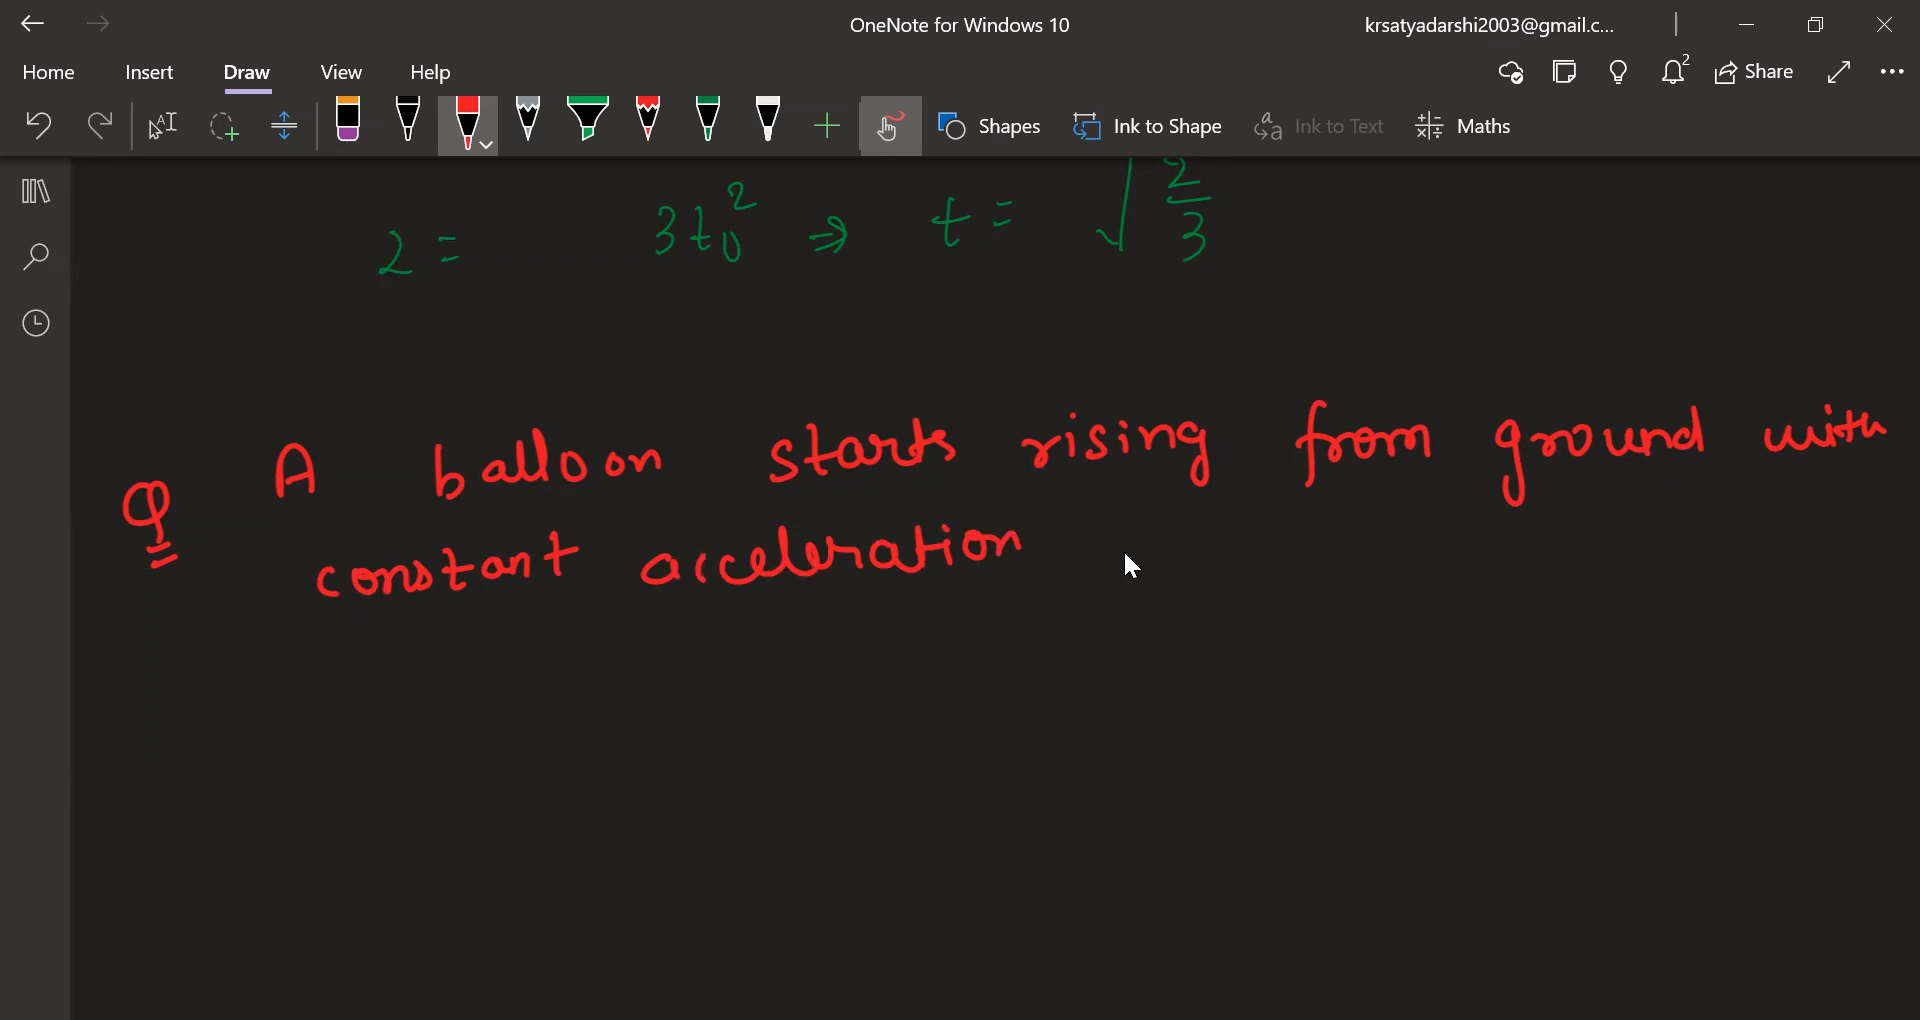 OneNote for Windows 10
krsatyadarshi2003@gmail.c...
Home Insert Draw View Help
2 Share
Shapes Ink to Shape Ink to Text Maths
2 = 3t₀² ⇒ t = √2/3
Q A balloon starts rising from ground with
constant acceleration